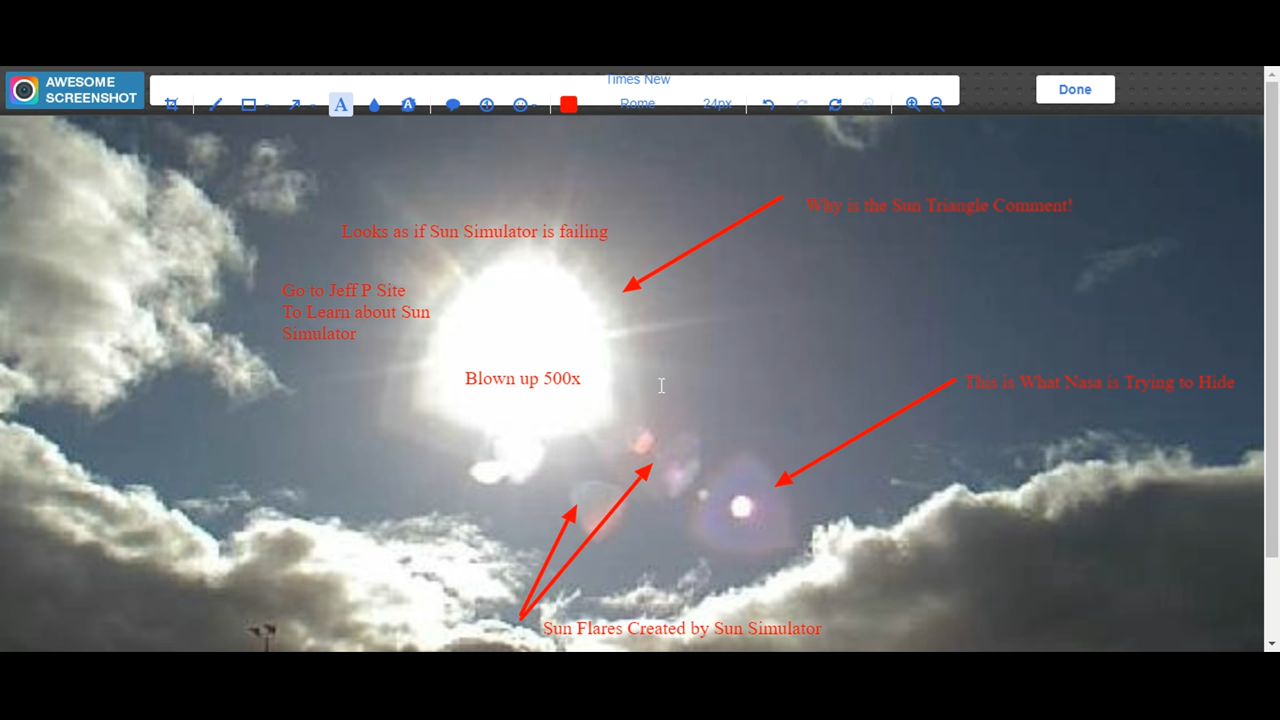 AWESOME
SCREENSHOT
Times New
Rome
24px
Done
A
Why is the Sun Triangle Comment!
Looks as if Sun Simulator is failing
Go to Jeff P Site
To Learn about Sun
Simulator
Blown up 500x
This is What Nasa is Trying to Hide
Sun Flares Created by Sun Simulator